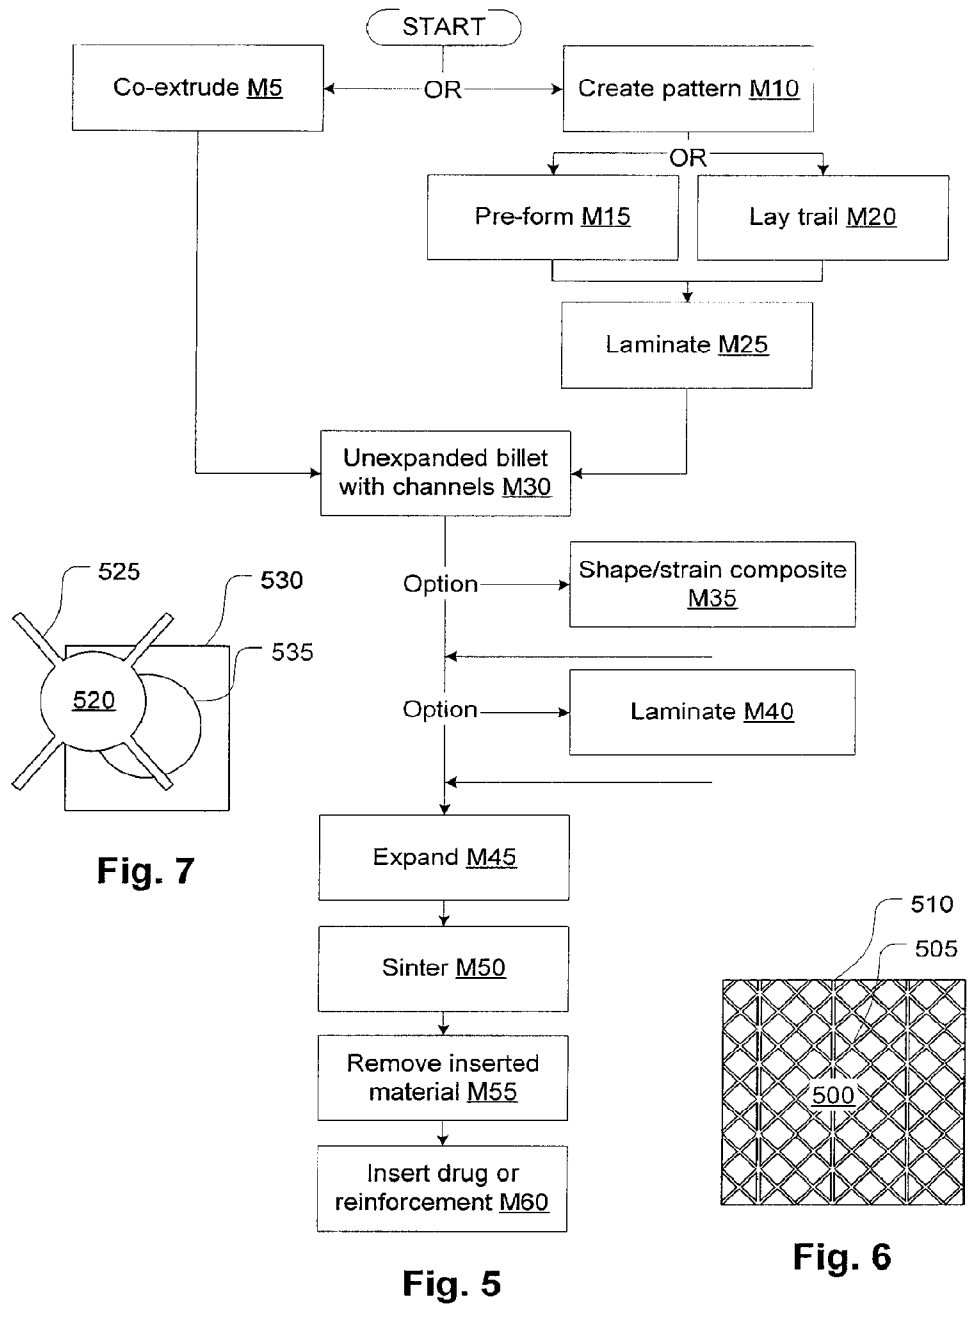 START
Co-extrude M5
OR
Create pattern M10
OR
Pre-form M15
Lay trail M20
Laminate M25
Unexpanded billet
with channels M30
Option
Shape/strain composite
M35
Option
Laminate M40
Expand M45
Sinter M50
Remove inserted
material M55
Insert drug or
reinforcement M60
Fig. 5
525
530
535
520
Fig. 7
510
505
500
Fig. 6